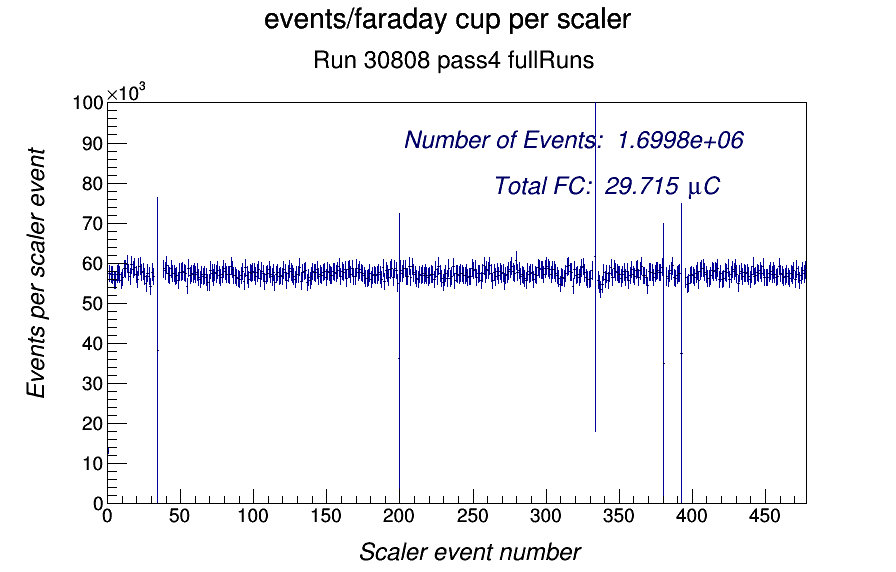 events/faraday cup per scaler
Run 30808 pass4 fullRuns
×10³
100
90
80
70
60
50
40
30
20
10
0
Events per scaler event
Number of Events: 1.6998e+06
Total FC: 29.715 μC
0 50 100 150 200 250 300 350 400 450
Scaler event number